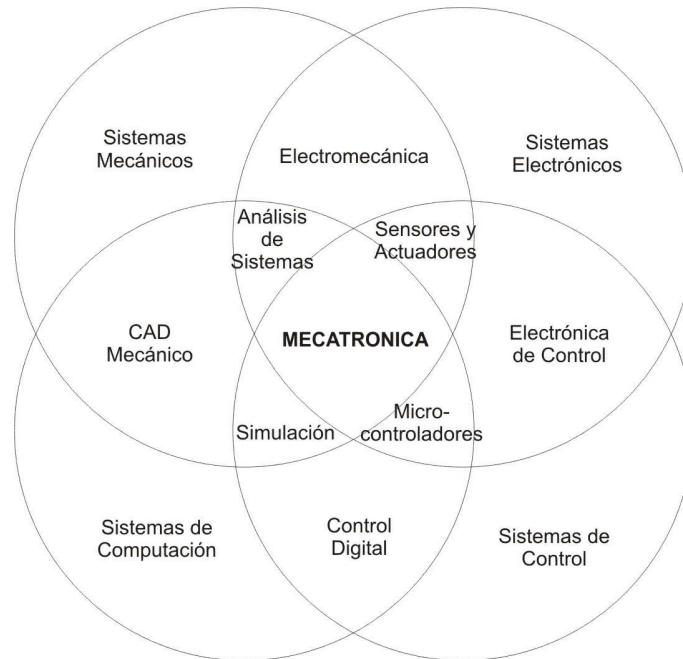 Sistemas
Mecánicos
Electromecánica
Sistemas
Electrónicos
Análisis
de
Sistemas
Sensores y
Actuadores
CAD
Mecánico
MECATRONICA
Electrónica
de Control
Simulación
Micro-
controladores
Sistemas de
Computación
Control
Digital
Sistemas de
Control